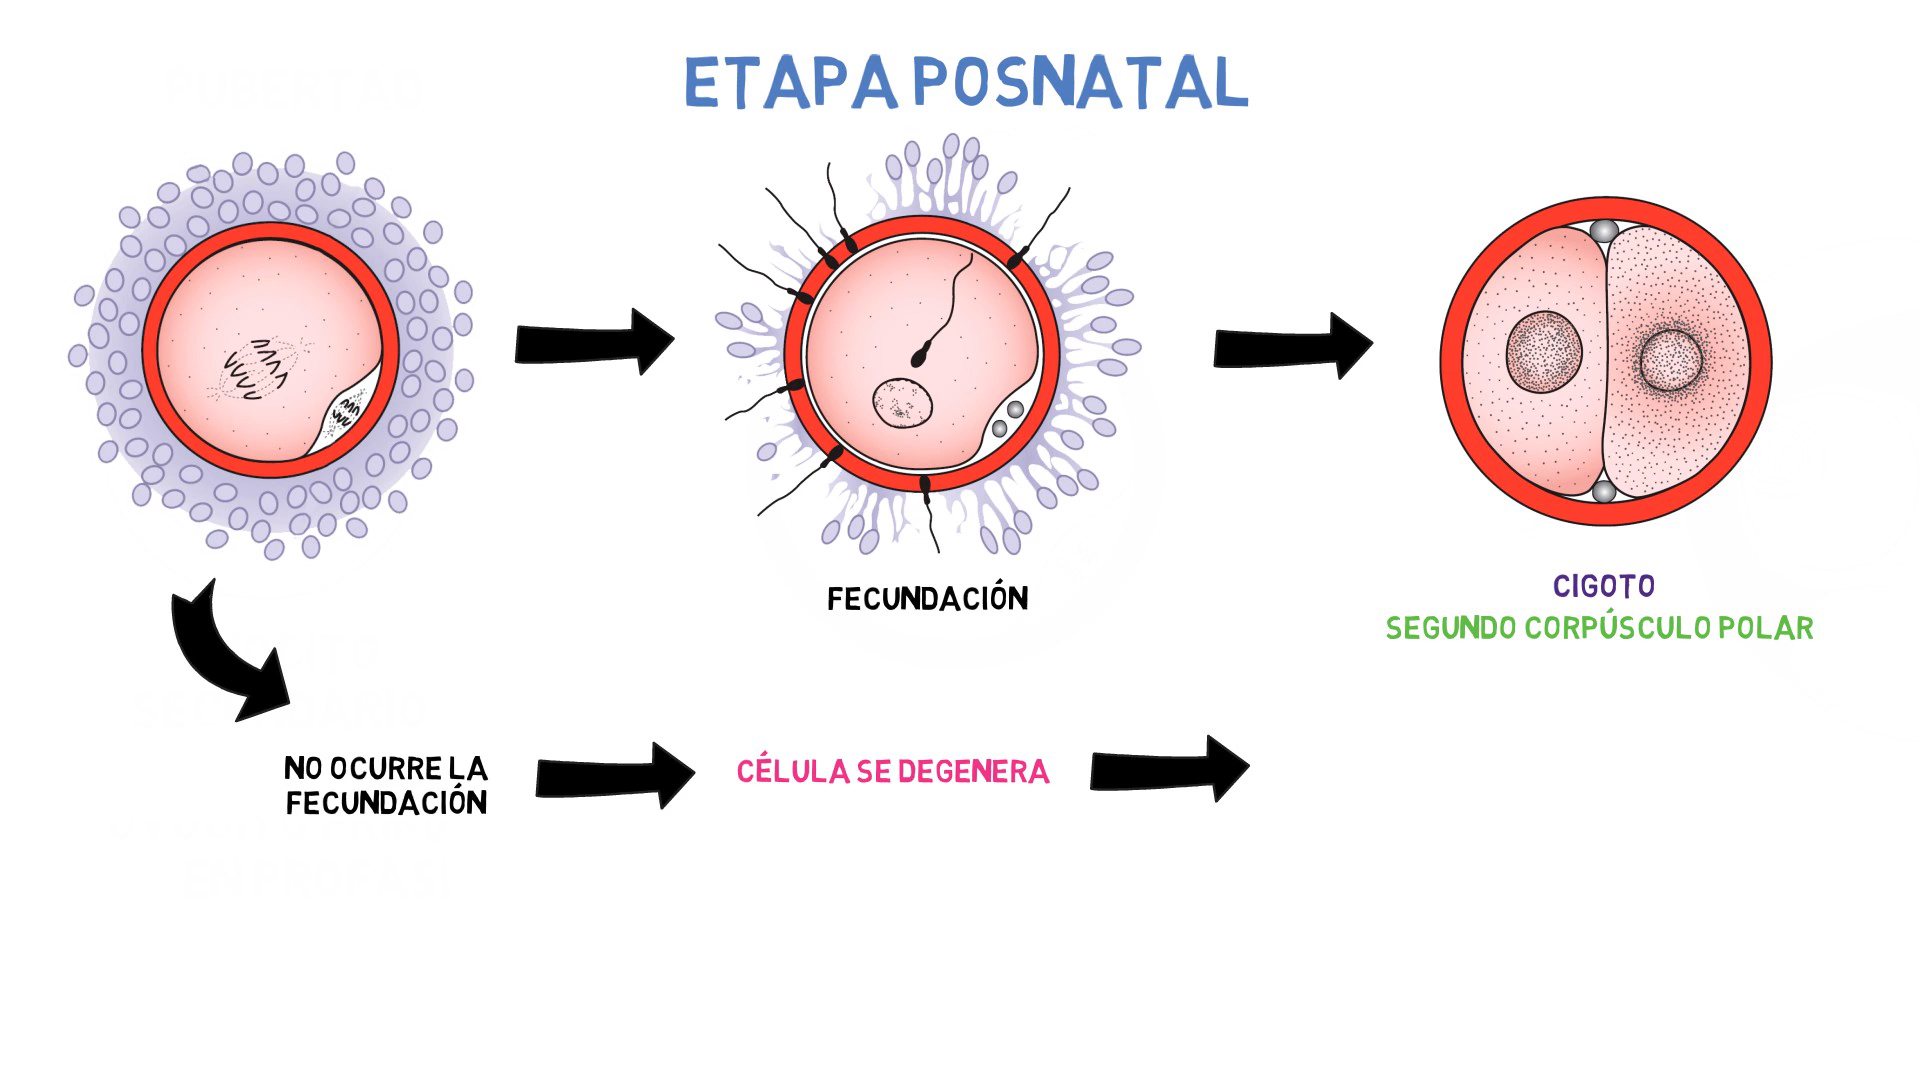 ETAPA POSNATAL
FECUNDACIÓN
CIGOTO
SEGUNDO CORPÚSCULO POLAR
NO OCURRE LA
FECUNDACIÓN
CÉLULA SE DEGENERA